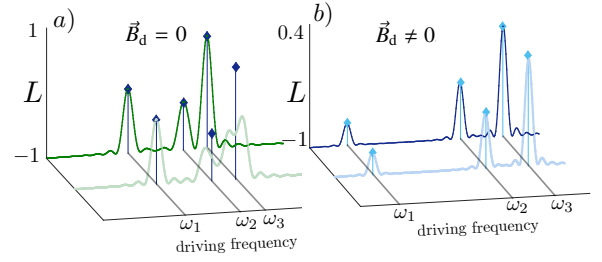 a)
1
B⃗d = 0
L
−1
ω1
ω2
ω3
driving frequency
b)
0.4
B⃗d ≠ 0
L
−1
ω1
ω2
ω3
driving frequency